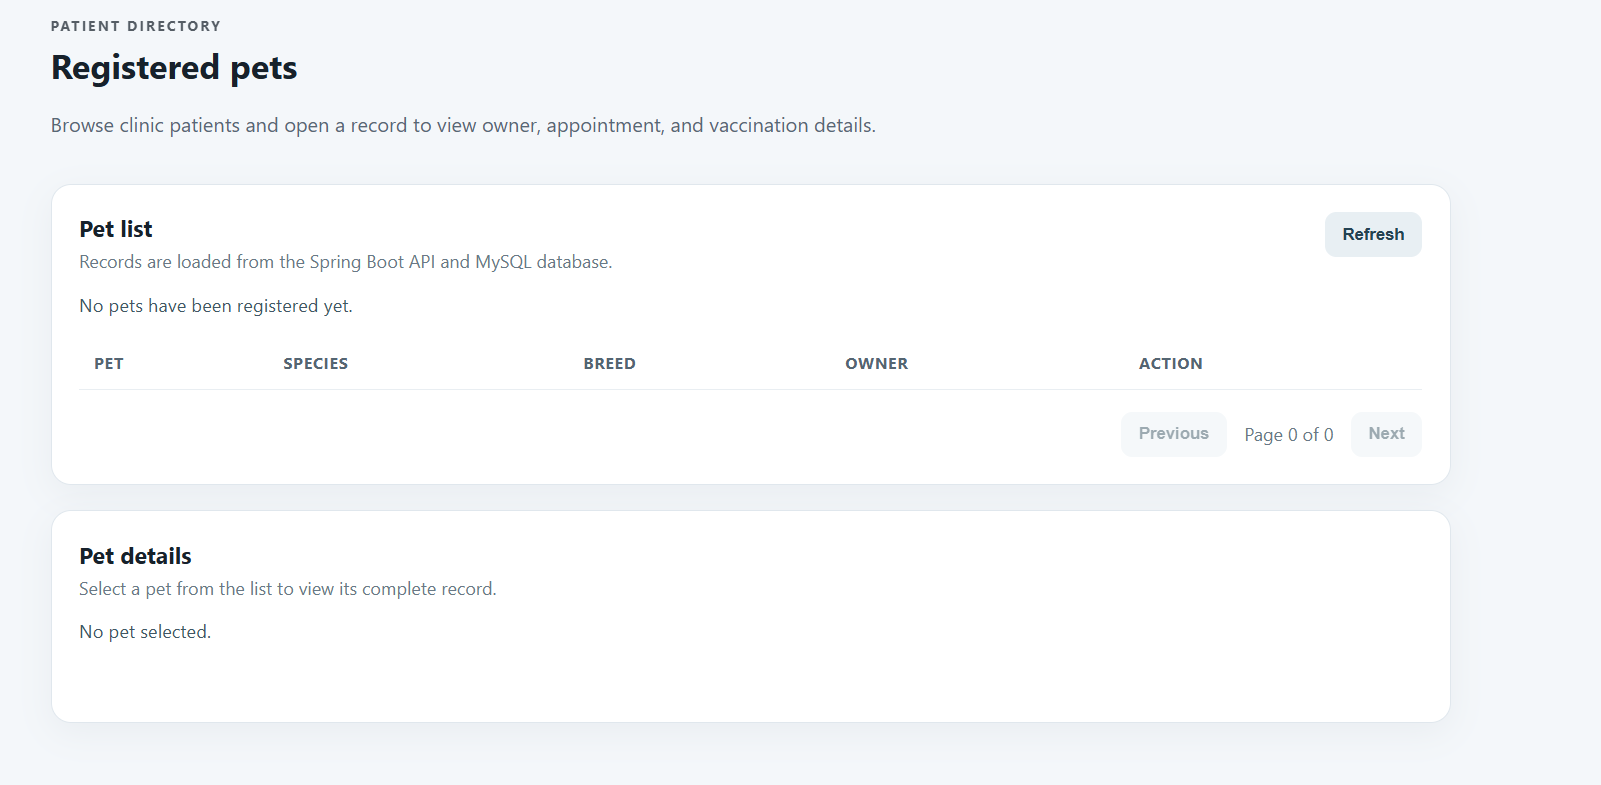 PATIENT DIRECTORY
Registered pets
Browse clinic patients and open a record to view owner, appointment, and vaccination details.
Pet list
Refresh
Records are loaded from the Spring Boot API and MySQL database.
No pets have been registered yet.
PET SPECIES BREED OWNER ACTION
Previous Page 0 of 0 Next
Pet details
Select a pet from the list to view its complete record.
No pet selected.